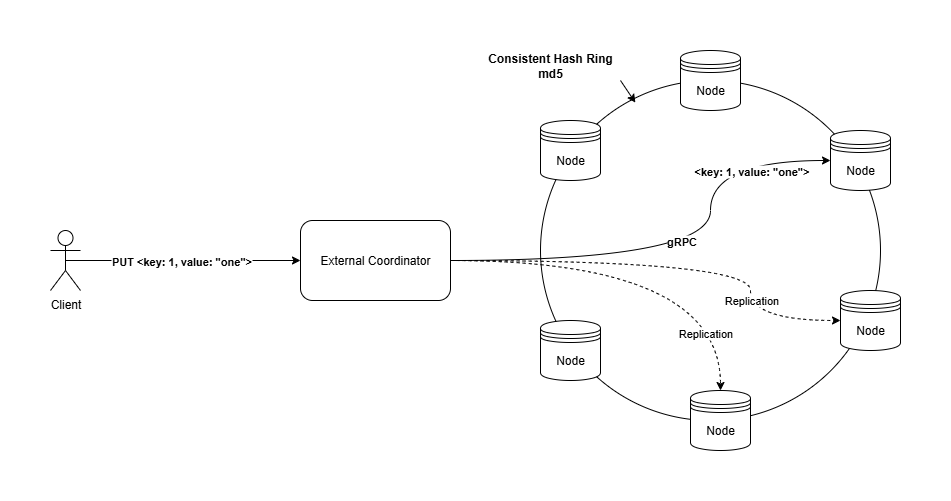 Consistent Hash Ring
md5
Node
Node
Node
<key: 1, value: "one">
gRPC
PUT <key: 1, value: "one">
External Coordinator
Client
Replication
Node
Replication
Node
Node